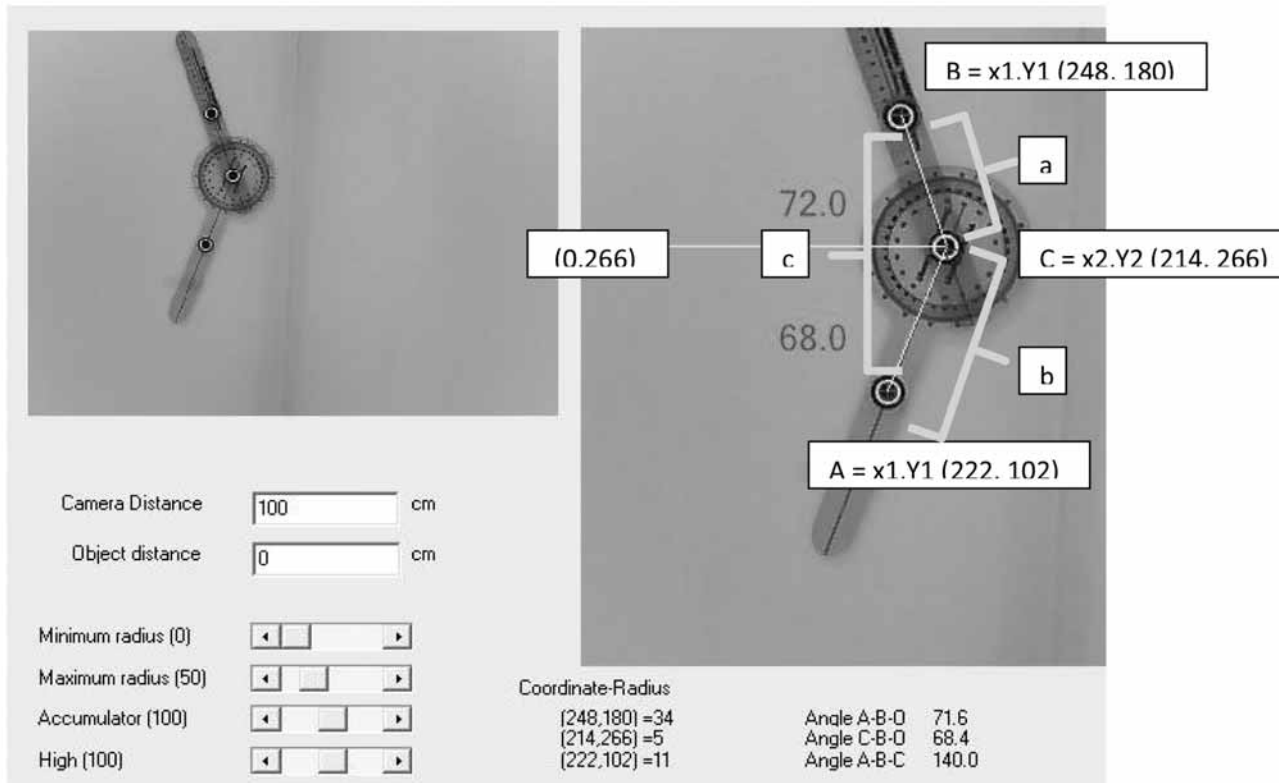 B = x1.Y1 (248, 180)
a
72.0
(0.266)
c
C = x2.Y2 (214, 266)
68.0
b
A = x1.Y1 (222, 102)
Camera Distance 100 cm
Object distance 0 cm
Minimum radius (0)
Maximum radius (50)
Accumulator (100)
High (100)
Coordinate-Radius
(248,180) =34 Angle A-B-O 71.6
(214,266) =5 Angle C-B-O 68.4
(222,102) =11 Angle A-B-C 140.0